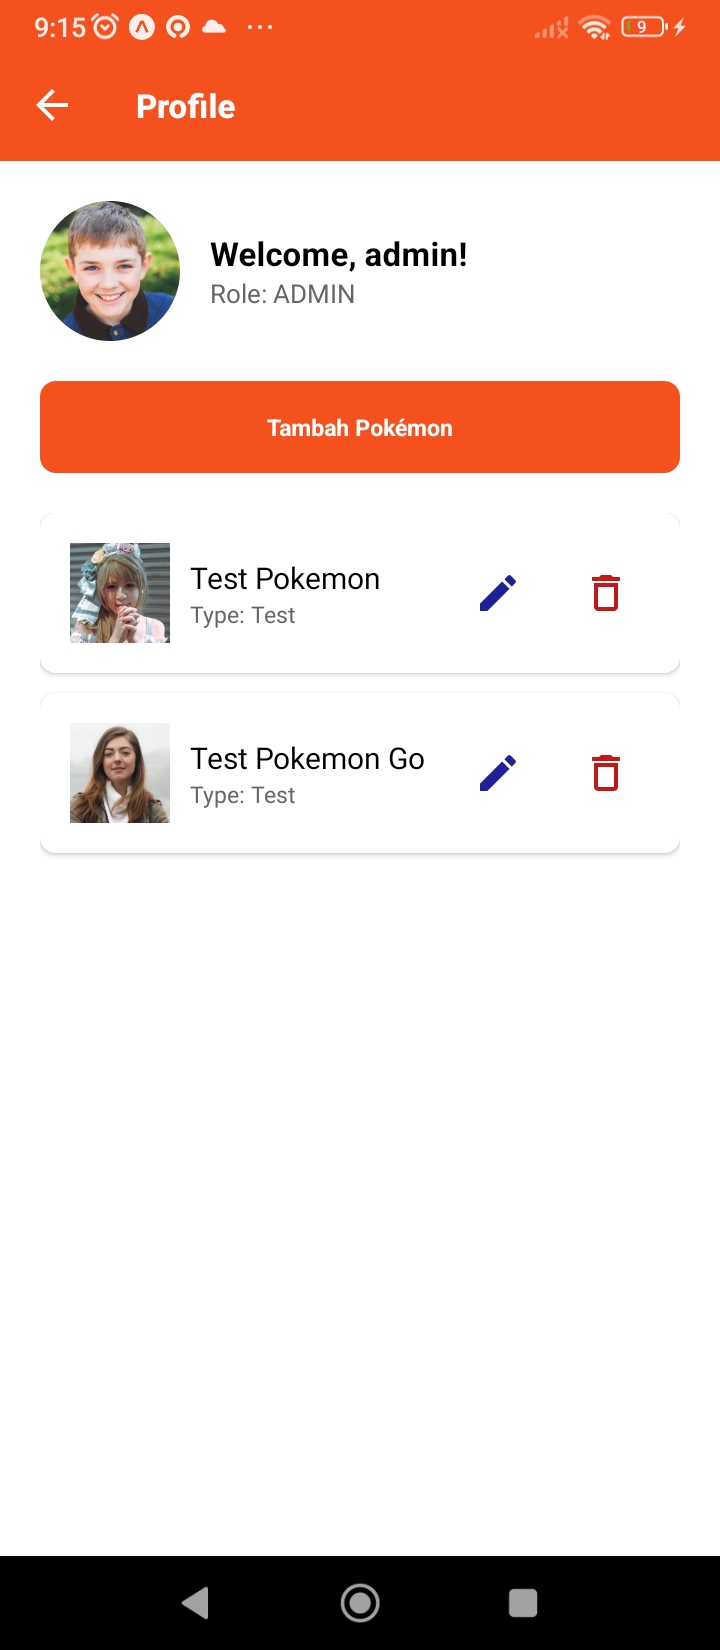 9:15
9
Profile
Welcome, admin!
Role: ADMIN
Tambah Pokémon
Test Pokemon
Type: Test
Test Pokemon Go
Type: Test